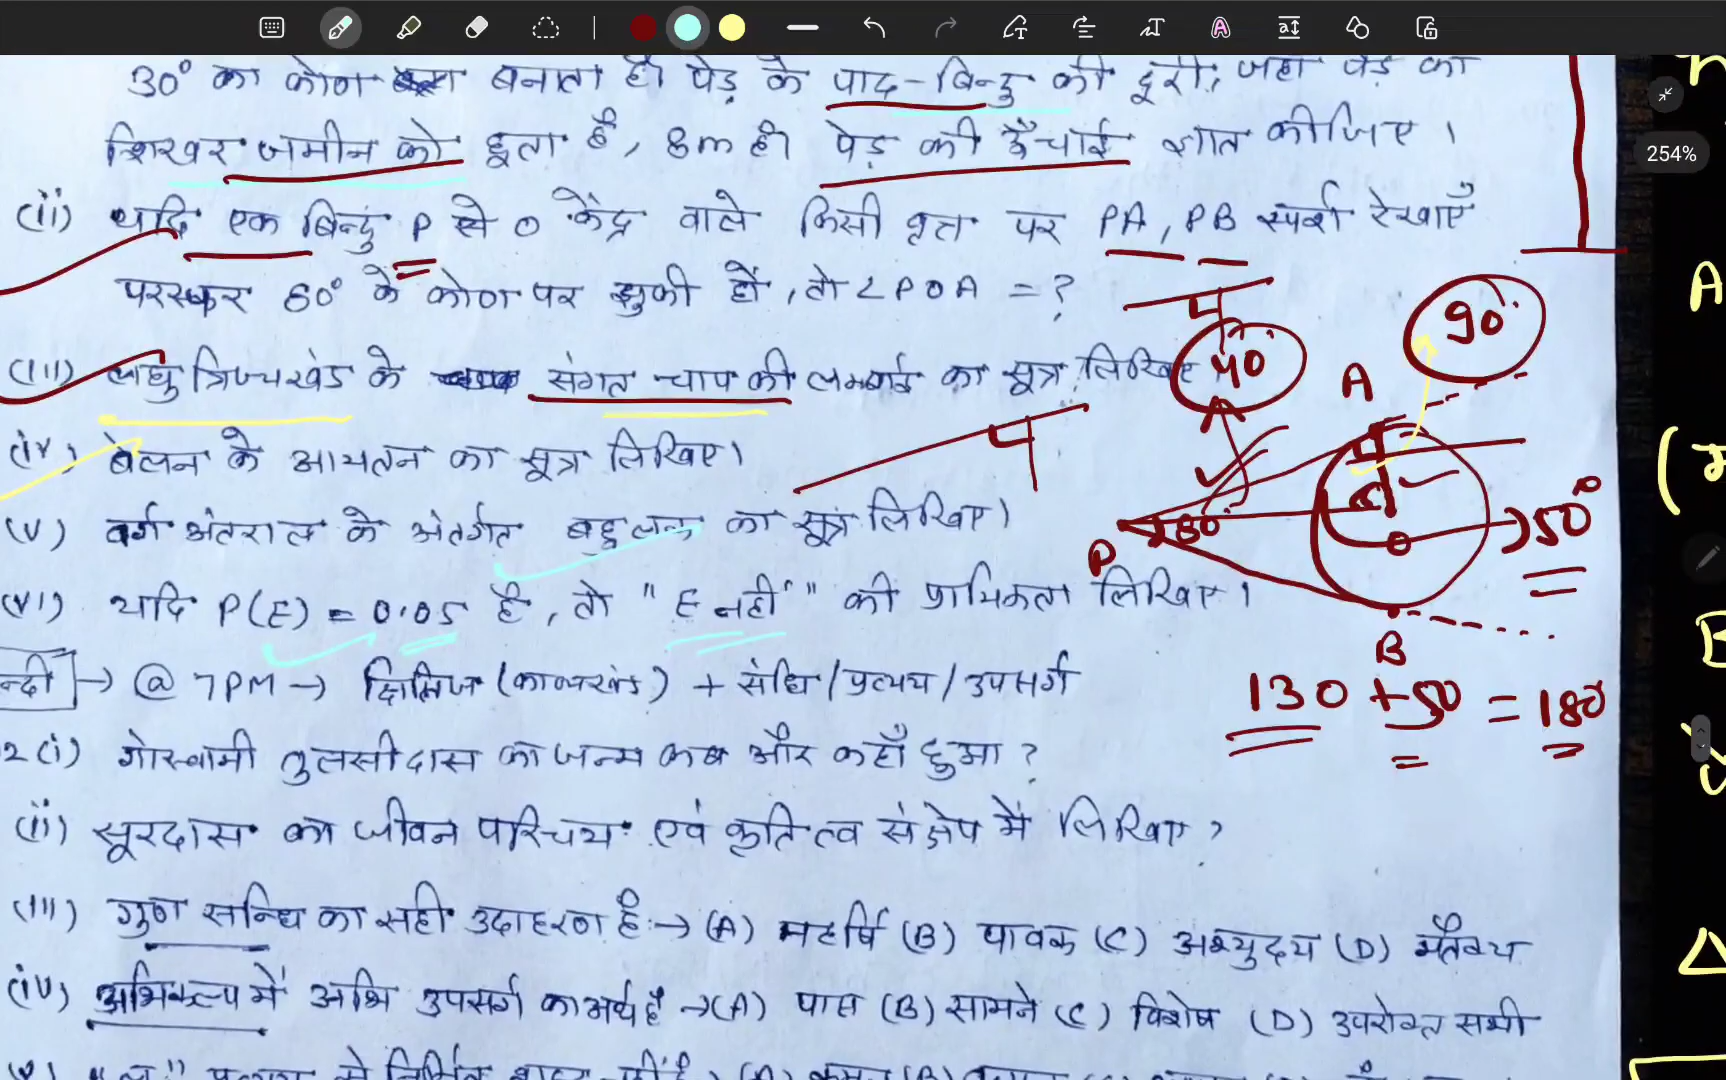 254%
30° का कोण बनाता है। पेड़ के पाद-बिन्दु की दूरी, जहाँ पेड़ का
शिखर जमीन को छूता है, 8m है। पेड़ की ऊँचाई ज्ञात कीजिए।
(ii) यदि एक बिन्दु P से O केंद्र वाले किसी वृत्त पर PA, PB स्पर्श रेखाएँ
परस्पर 80° के कोण पर झुकी हों, तो ∠POA = ?
(iii) लघु त्रिज्यखंड के संगत चाप की लम्बाई का सूत्र लिखिए
(iv) बेलन के आयतन का सूत्र लिखिए।
(v) वर्ग अंतराल के अंतर्गत बहुलक का सूत्र लिखिए।
(vi) यदि P(E) = 0.05 है, तो "E नहीं" की प्रायिकता लिखिए।
न्दी → @ 7PM → क्षितिज (काव्यखंड) + संधि/प्रत्यय/उपसर्ग
2(i) गोस्वामी तुलसीदास का जन्म कब और कहाँ हुआ?
(ii) सूरदास का जीवन परिचय एवं कृतित्व संक्षेप में लिखिए?
(iii) गुण सन्धि का सही उदाहरण है → (A) महर्षि (B) पावक (C) अभ्युदय (D) मतैक्य
(iv) अभिकल्प में अभि उपसर्ग का अर्थ है → (A) पास (B) सामने (C) विशेष (D) उपरोक्त सभी
40°
90°
A
P
80°
O
50°
B
130 + 50 = 180°
A
B